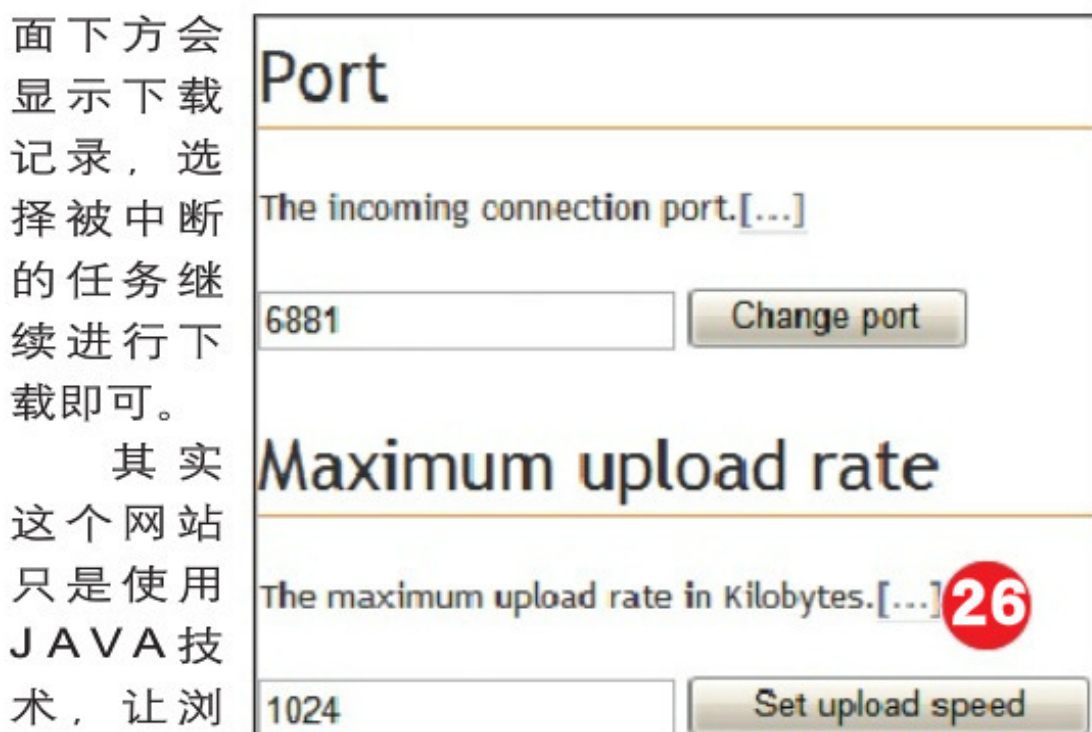 面下方会
显示下载
记录，选
择被中断
的任务继
续进行下
载即可。
其实
这个网站
只是使用
JAVA技
术，让浏
Port
The incoming connection port.[...]
6881
Change port
Maximum upload rate
The maximum upload rate in Kilobytes.[...]
26
1024
Set upload speed